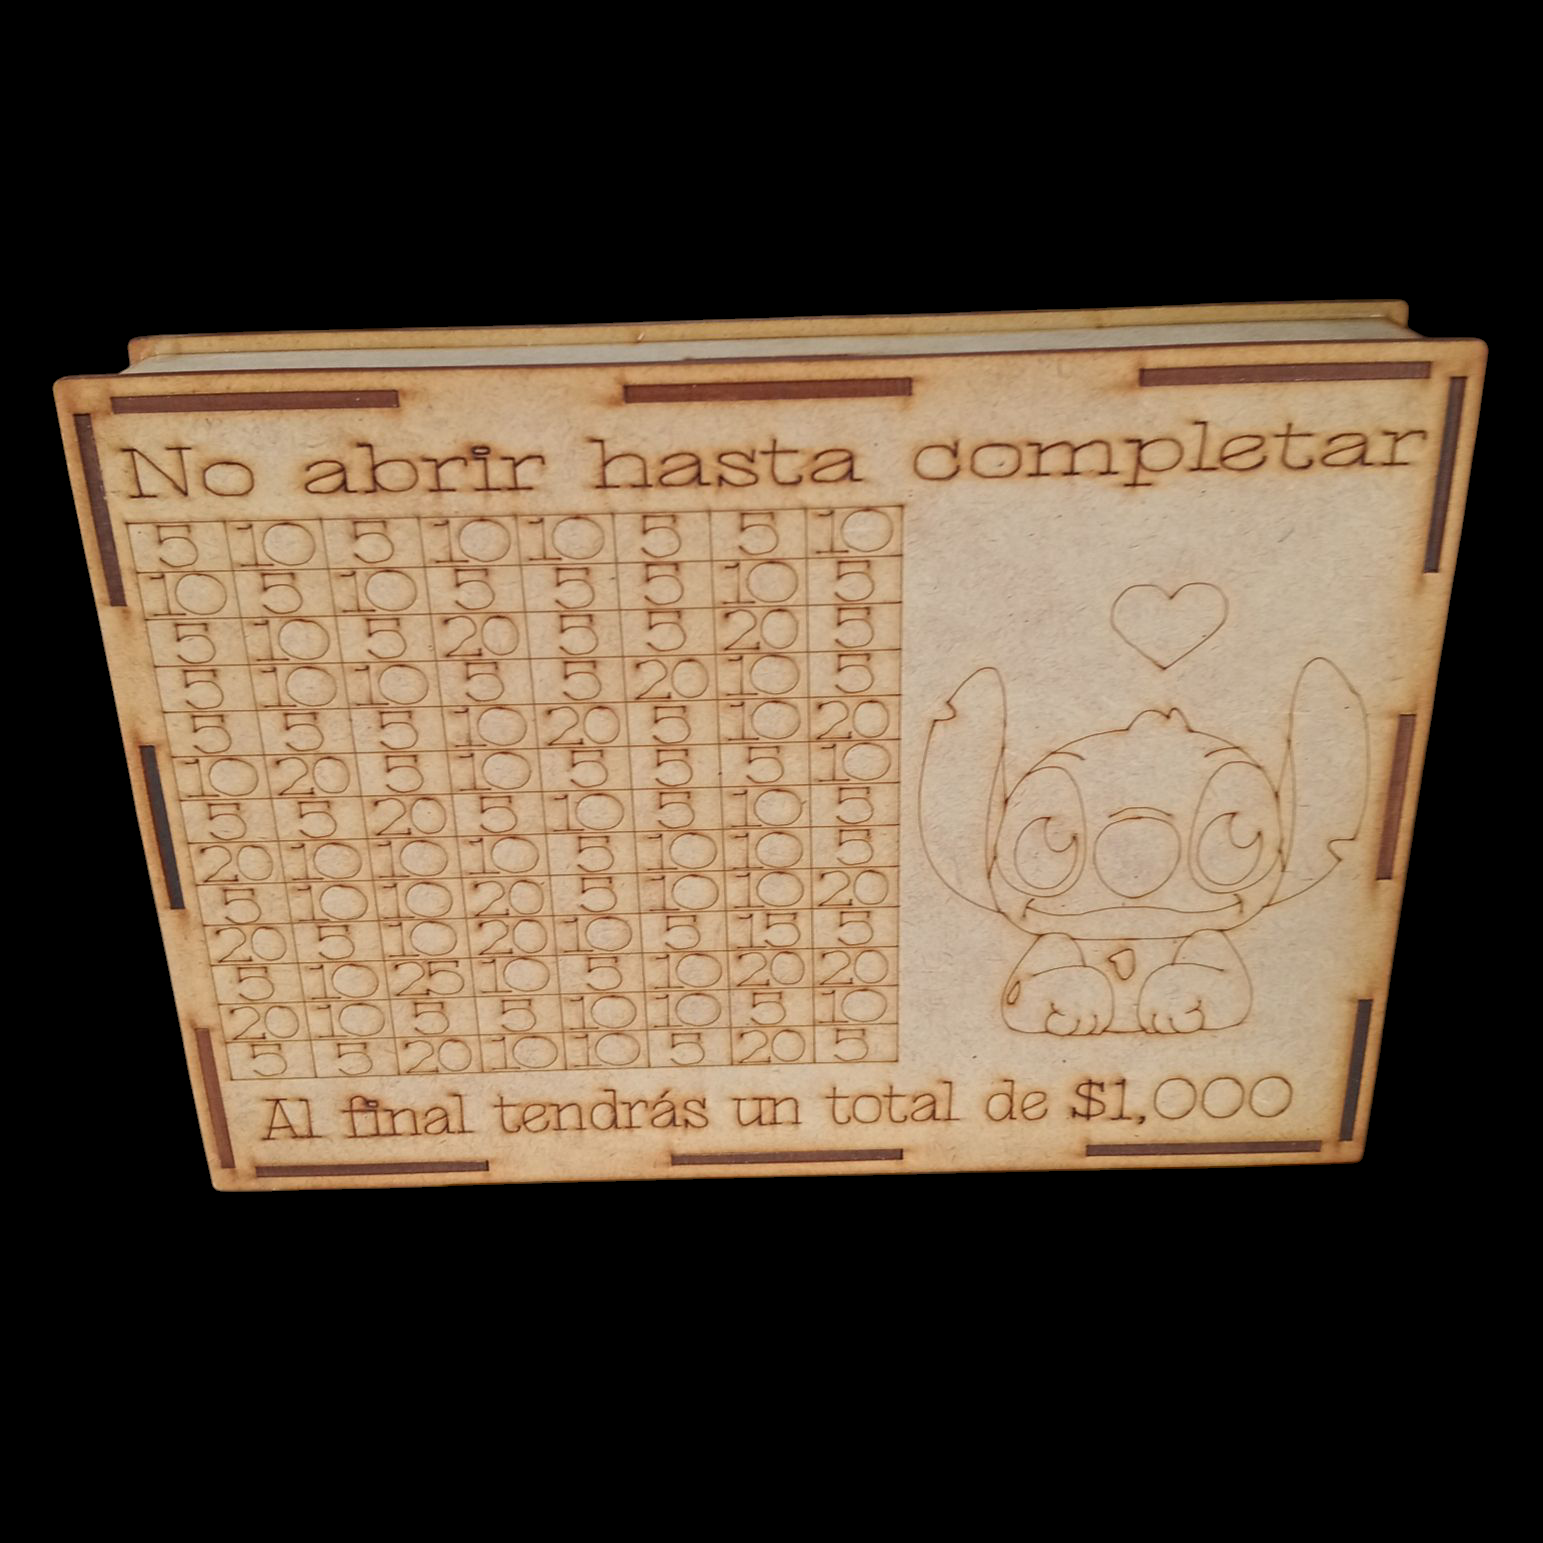 No abrir hasta completar
5 10 5 10 10 5 5 10
10 5 10 5 5 5 10 5
5 10 5 20 5 5 20 5
5 10 10 5 5 20 10 5
5 5 5 10 20 5 10 20
10 20 5 10 5 5 5 10
5 5 20 5 10 5 10 5
20 10 10 10 5 10 10 5
5 10 10 20 5 10 10 20
20 5 10 20 10 5 15 5
5 10 25 10 5 10 20 20
20 10 5 5 10 10 5 10
5 5 20 10 10 5 20 5
Al final tendrás un total de $1,000